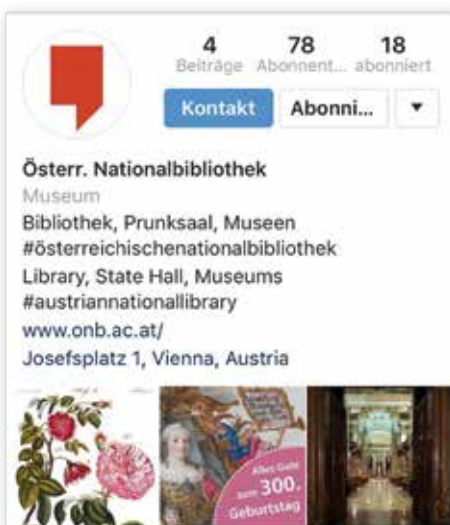 4 78 18
Beiträge Abonnent... abonniert
Kontakt Abonni...
Österr. Nationalbibliothek
Museum
Bibliothek, Prunksaal, Museen
#österreichischenationalbibliothek
Library, State Hall, Museums
#austriannationallibrary
www.onb.ac.at/
Josefsplatz 1, Vienna, Austria
Alles Gute
zum 300.
Geburtstag